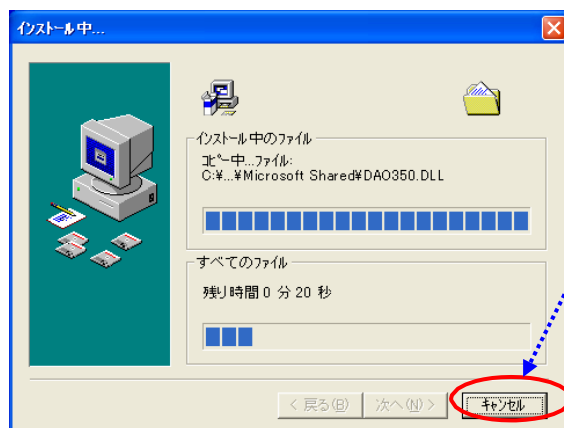 インストール中...
インストール中のファイル
コピー中...ファイル:
C:¥...¥Microsoft Shared¥DAO350.DLL
すべてのファイル
残り時間 0 分 20 秒
< 戻る(B)
次へ(N) >
キャンセル